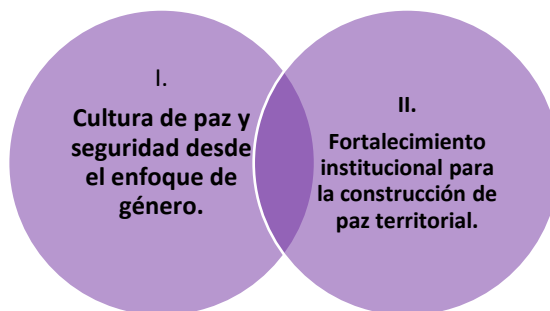 I.
Cultura de paz y
seguridad desde
el enfoque de
género.
II.
Fortalecimiento
institucional para
la construcción de
paz territorial.